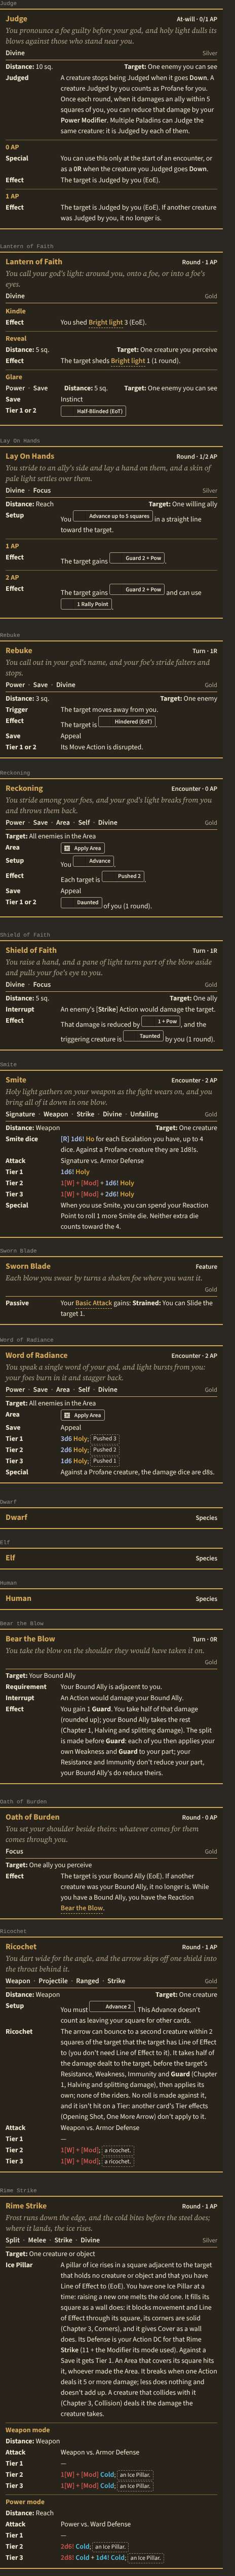 Judge
Judge At-will · 0/1 AP
You pronounce a foe guilty before your god, and holy light dulls its
blows against those who stand near you.
Divine Silver
Distance: 10 sq. Target: One enemy you can see
Judged A creature stops being Judged when it goes Down. A
creature Judged by you counts as Profane for you.
Once each round, when it damages an ally within 5
squares of you, you can reduce that damage by your
Power Modifier. Multiple Paladins can Judge the
same creature: it is Judged by each of them.
0 AP
Special You can use this only at the start of an encounter, or
as a 0R when the creature you Judged goes Down.
Effect The target is Judged by you (EoE).
1 AP
Effect The target is Judged by you (EoE). If another creature
was Judged by you, it no longer is.
Lantern of Faith
Lantern of Faith Round · 1 AP
You call your god's light: around you, onto a foe, or into a foe's
eyes.
Divine Gold
Kindle
Effect You shed Bright light 3 (EoE).
Reveal
Distance: 5 sq. Target: One creature you perceive
Effect The target sheds Bright light 1 (1 round).
Glare
Power · Save Distance: 5 sq. Target: One enemy you can see
Save Instinct
Tier 1 or 2 Half-Blinded (EoT)
Lay On Hands
Lay On Hands Round · 1/2 AP
You stride to an ally's side and lay a hand on them, and a skin of
pale light settles over them.
Divine · Focus Silver
Distance: Reach Target: One willing ally
Setup You Advance up to 5 squares in a straight line
toward the target.
1 AP
Effect The target gains Guard 2 + Pow.
2 AP
Effect The target gains Guard 2 + Pow and can use
1 Rally Point.
Rebuke
Rebuke Turn · 1R
You call out in your god's name, and your foe's stride falters and
stops.
Power · Save · Divine Gold
Distance: 3 sq. Target: One enemy
Trigger The target moves away from you.
Effect The target is Hindered (EoT).
Save Appeal
Tier 1 or 2 Its Move Action is disrupted.
Reckoning
Reckoning Encounter · 0 AP
You stride among your foes, and your god's light breaks from you
and throws them back.
Power · Save · Area · Self · Divine Gold
Target: All enemies in the Area
Area Apply Area
Setup You Advance.
Effect Each target is Pushed 2.
Save Appeal
Tier 1 or 2 Daunted of you (1 round).
Shield of Faith
Shield of Faith Turn · 1R
You raise a hand, and a pane of light turns part of the blow aside
and pulls your foe's eye to you.
Divine Gold
Distance: 5 sq. Target: One ally
Interrupt An enemy's [Strike] Action would damage the target.
Effect That damage is reduced by 1 + Pow, and the
triggering creature is Taunted by you (1 round).
Smite
Smite Encounter · 2 AP
Holy light gathers on your weapon as the fight wears on, and you
bring all of it down in one blow.
Signature · Weapon · Strike · Divine · Unfailing Gold
Distance: Weapon Target: One creature
Smite dice [R] 1d6! Ho for each Escalation you have, up to 4
dice. Against a Profane creature they are 1d8!s.
Attack Signature vs. Armor Defense
Tier 1 1d6! Holy
Tier 2 1[W] + [Mod] + 1d6! Holy
Tier 3 1[W] + [Mod] + 2d6! Holy
Special When you use Smite, you can spend your Reaction
Point to roll 1 more Smite die. Neither extra die
counts toward the 4.
Sworn Blade
Sworn Blade Feature
Each blow you swear by turns a shaken foe where you want it.
Gold
Passive Your Basic Attack gains: Strained: You can Slide the
target 1.
Word of Radiance
Word of Radiance Encounter · 2 AP
You speak a single word of your god, and light bursts from you:
your foes burn in it and stagger back.
Power · Save · Area · Self · Divine Gold
Target: All enemies in the Area
Area Apply Area
Save Appeal
Tier 1 3d6 Holy; Pushed 3
Tier 2 2d6 Holy; Pushed 2
Tier 3 1d6 Holy; Pushed 1
Special Against a Profane creature, the damage dice are d8s.
Dwarf
Dwarf Species
Elf
Elf Species
Human
Human Species
Bear the Blow
Bear the Blow Turn · 0R
You take the blow on the shoulder they would have taken it on.
Gold
Target: Your Bound Ally
Requirement Your Bound Ally is adjacent to you.
Interrupt An Action would damage your Bound Ally.
Effect You gain 1 Guard. You take half of that damage
(rounded up); your Bound Ally takes the rest
(Chapter 1, Halving and splitting damage). The split
is made before Guard: each of you then applies your
own Weakness and Guard to your part; your
Resistance and Immunity don't reduce your part,
your Bound Ally's do reduce theirs.
Oath of Burden
Oath of Burden Round · 0 AP
You set your shoulder beside theirs: whatever comes for them
comes through you.
Focus Gold
Target: One ally you perceive
Effect The target is your Bound Ally (EoE). If another
creature was your Bound Ally, it no longer is. While
you have a Bound Ally, you have the Reaction
Bear the Blow.
Ricochet
Ricochet Round · 1 AP
You dart wide for the angle, and the arrow skips off one shield into
the throat behind it.
Weapon · Projectile · Ranged · Strike Gold
Distance: Weapon Target: One creature
Setup You must Advance 2. This Advance doesn't
count as leaving your square for other cards.
Ricochet The arrow can bounce to a second creature within 2
squares of the target that the target has Line of Effect
to (you don't need Line of Effect to it). It takes half of
the damage dealt to the target, before the target's
Resistance, Weakness, Immunity and Guard (Chapter
1, Halving and splitting damage), then applies its
own; none of the riders. No roll is made against it,
and it isn't hit on a Tier: another card's Tier effects
(Opening Shot, One More Arrow) don't apply to it.
Attack Weapon vs. Armor Defense
Tier 1 —
Tier 2 1[W] + [Mod]; a ricochet.
Tier 3 1[W] + [Mod]; a ricochet.
Rime Strike
Rime Strike Round · 1 AP
Frost runs down the edge, and the cold bites before the steel does;
where it lands, the ice rises.
Split · Melee · Strike · Divine Silver
Target: One creature or object
Ice Pillar A pillar of ice rises in a square adjacent to the target
that holds no creature or object and that you have
Line of Effect to (EoE). You have one Ice Pillar at a
time: raising a new one melts the old one. It fills its
square as a wall does: it blocks movement and Line
of Effect through its square, its corners are solid
(Chapter 3, Corners), and it gives Cover as a wall
does. Its Defense is your Action DC for that Rime
Strike (11 + the Modifier its mode used). Against a
Save it gets Tier 1. An Area that covers its square hits
it, whoever made the Area. It breaks when one Action
deals it 5 or more damage; less does nothing and
doesn't add up. A creature that collides with it
(Chapter 3, Collision) deals it the damage the
creature takes.
Weapon mode
Distance: Weapon
Attack Weapon vs. Armor Defense
Tier 1 —
Tier 2 1[W] + [Mod] Cold; an Ice Pillar.
Tier 3 1[W] + [Mod] Cold; an Ice Pillar.
Power mode
Distance: Reach
Attack Power vs. Ward Defense
Tier 1 —
Tier 2 2d6! Cold; an Ice Pillar.
Tier 3 2d8! Cold + 1d4! Cold; an Ice Pillar.